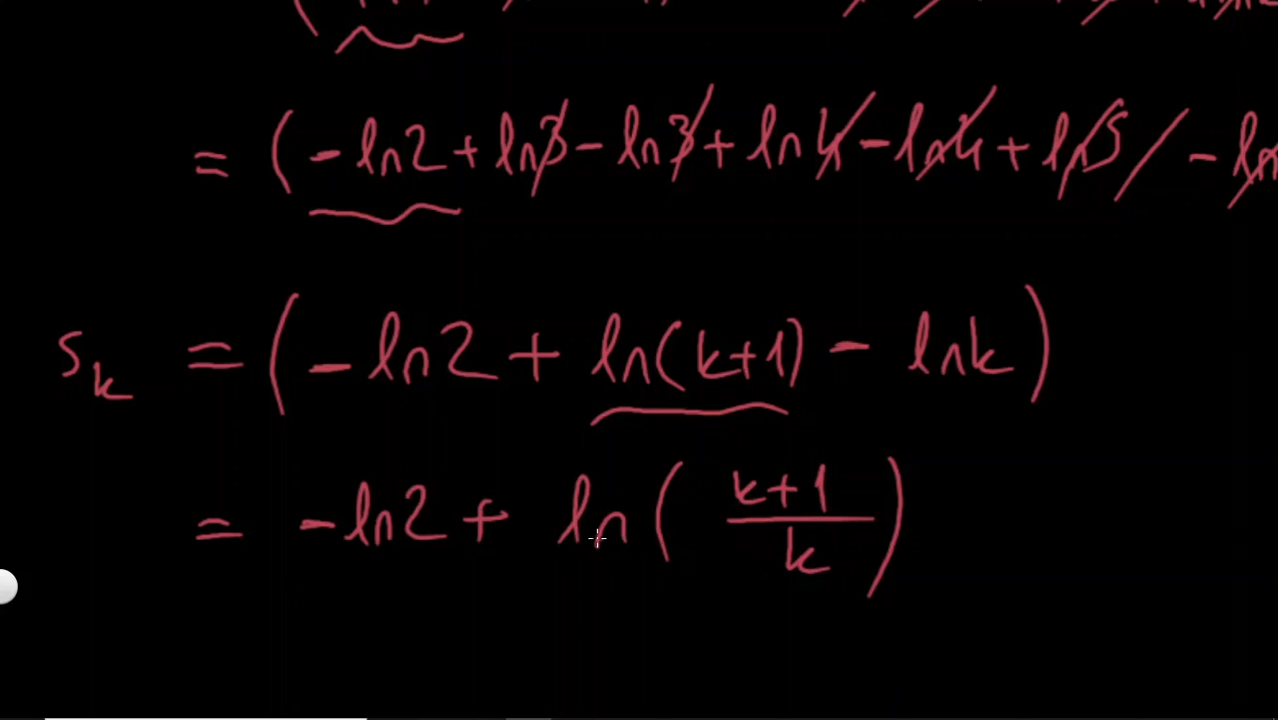 = (-ln2 + ln3 - ln3 + ln4 - ln4 + ln5 - ln
S_k = (-ln2 + ln(k+1) - lnk)
= -ln2 + ln((k+1)/k)